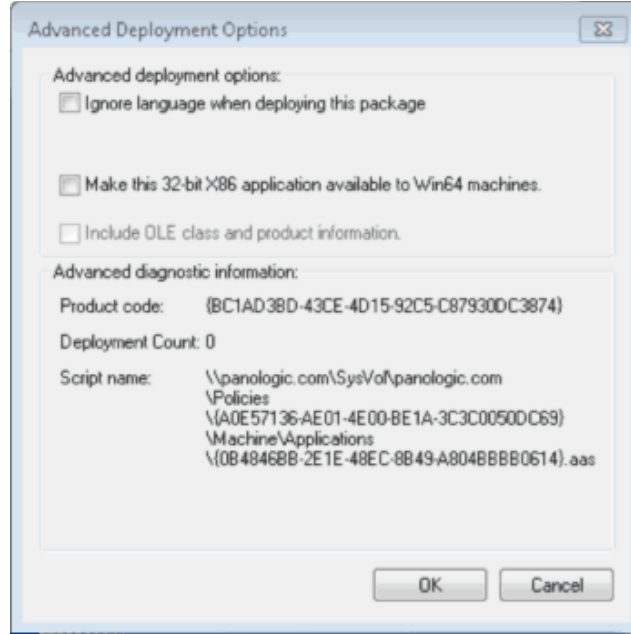 Advanced Deployment Options
Advanced deployment options:
Ignore language when deploying this package
Make this 32-bit X86 application available to Win64 machines.
Include OLE class and product information.
Advanced diagnostic information:
Product code: {BC1AD3BD-43CE-4D15-92C5-C87930DC3874}
Deployment Count: 0
Script name: \\panologic.com\SysVol\panologic.com
\Policies
\{A0E57136-AE01-4E00-BE1A-3C3C0050DC69}
\Machine\Applications
\{0B4846BB-2E1E-48EC-8B49-A804BBBB0614}.aas
OK Cancel